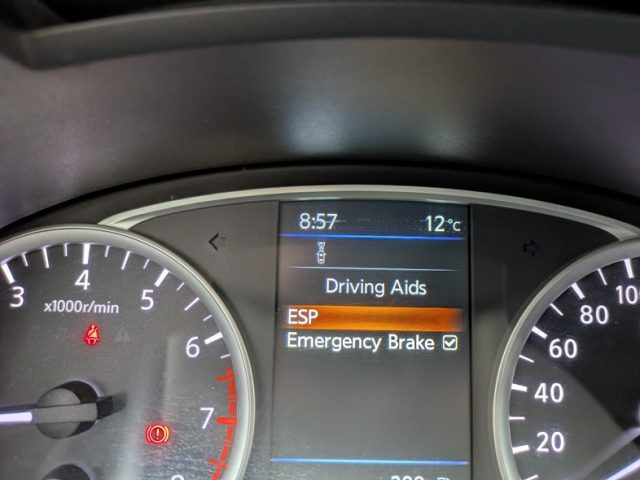 8:57 12°C
Driving Aids
ESP
Emergency Brake
3 4 5 6 7
x1000r/min
20 40 60 80